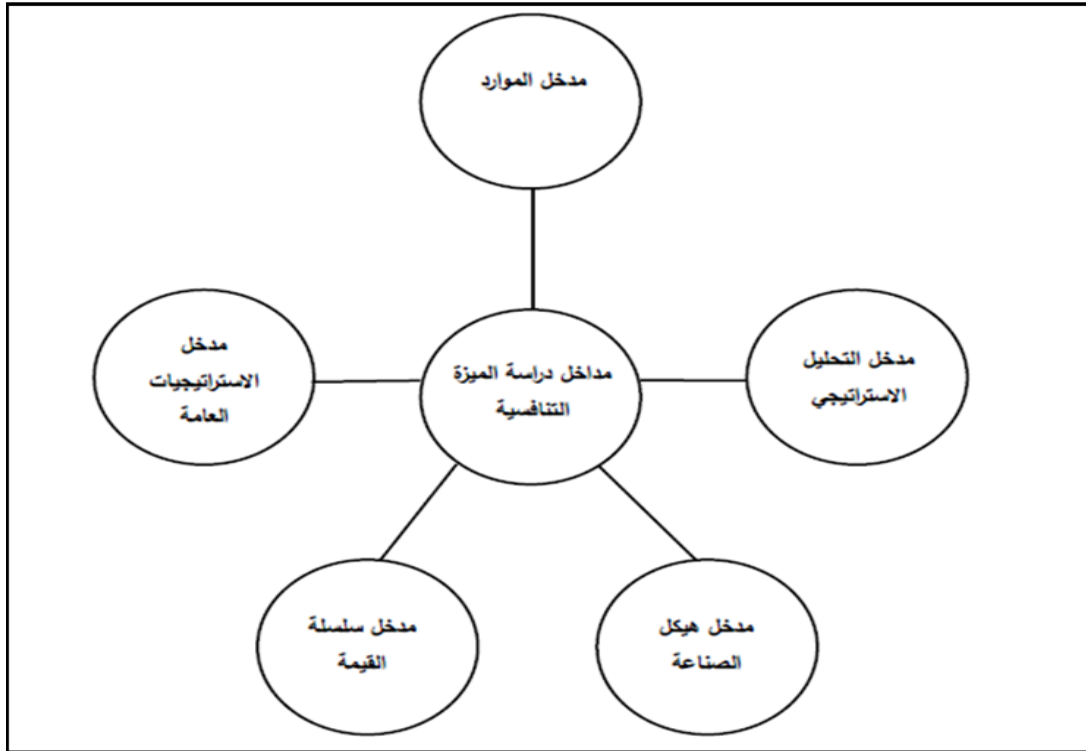 مدخل الموارد
مدخل
الاستراتيجيات
العامة
مداخل دراسة الميزة
التنافسية
مدخل التحليل
الاستراتيجي
مدخل سلسلة
القيمة
مدخل هيكل
الصناعة